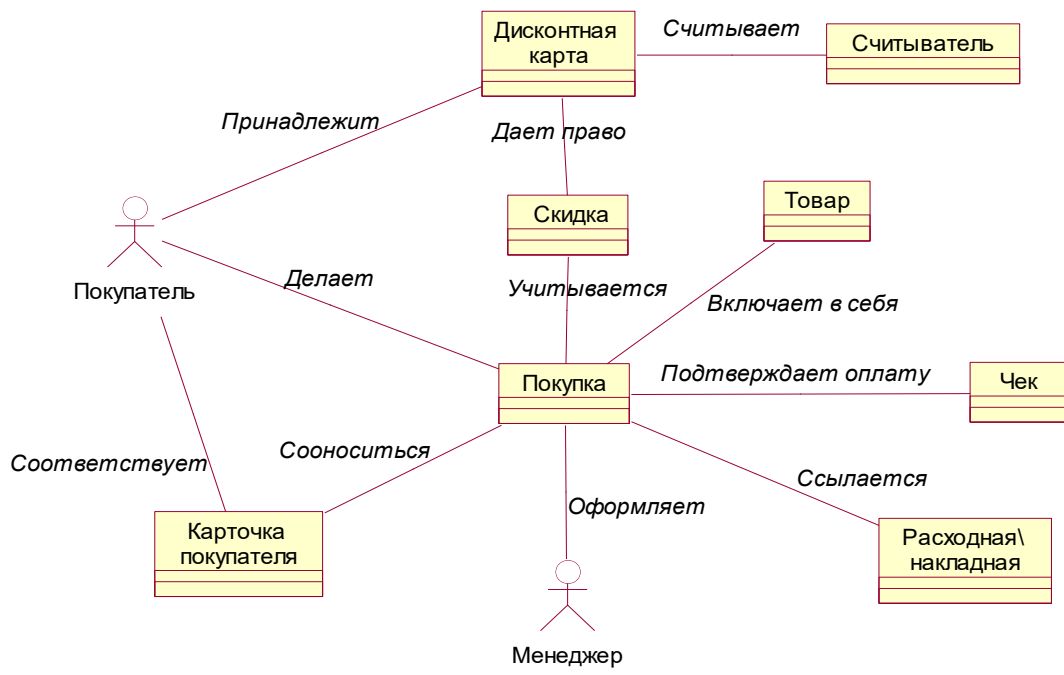 Дисконтная
карта
Считывает
Считыватель
Принадлежит
Дает право
Скидка
Товар
Покупатель
Делает
Учитывается
Включает в себя
Покупка
Подтверждает оплату
Чек
Соответствует
Сооноситься
Ссылается
Оформляет
Карточка
покупателя
Расходная\
накладная
Менеджер